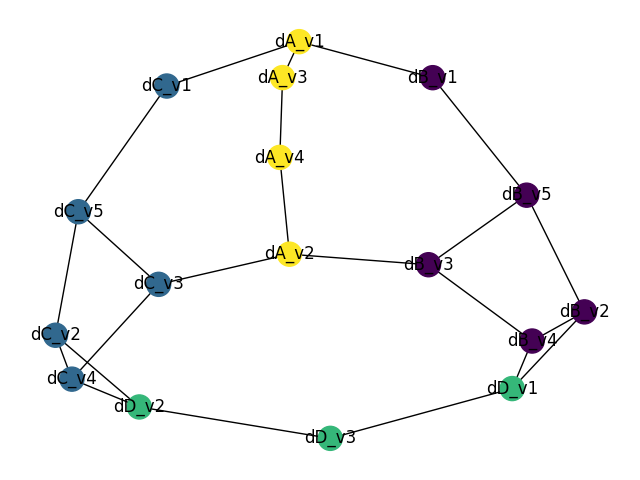 dA_v1
dA_v3
dB_v1
dC_v1
dA_v4
dB_v5
dC_v5
dA_v2
dB_v3
dC_v3
dB_v2
dC_v2
dB_v4
dC_v4
dD_v1
dD_v2
dD_v3